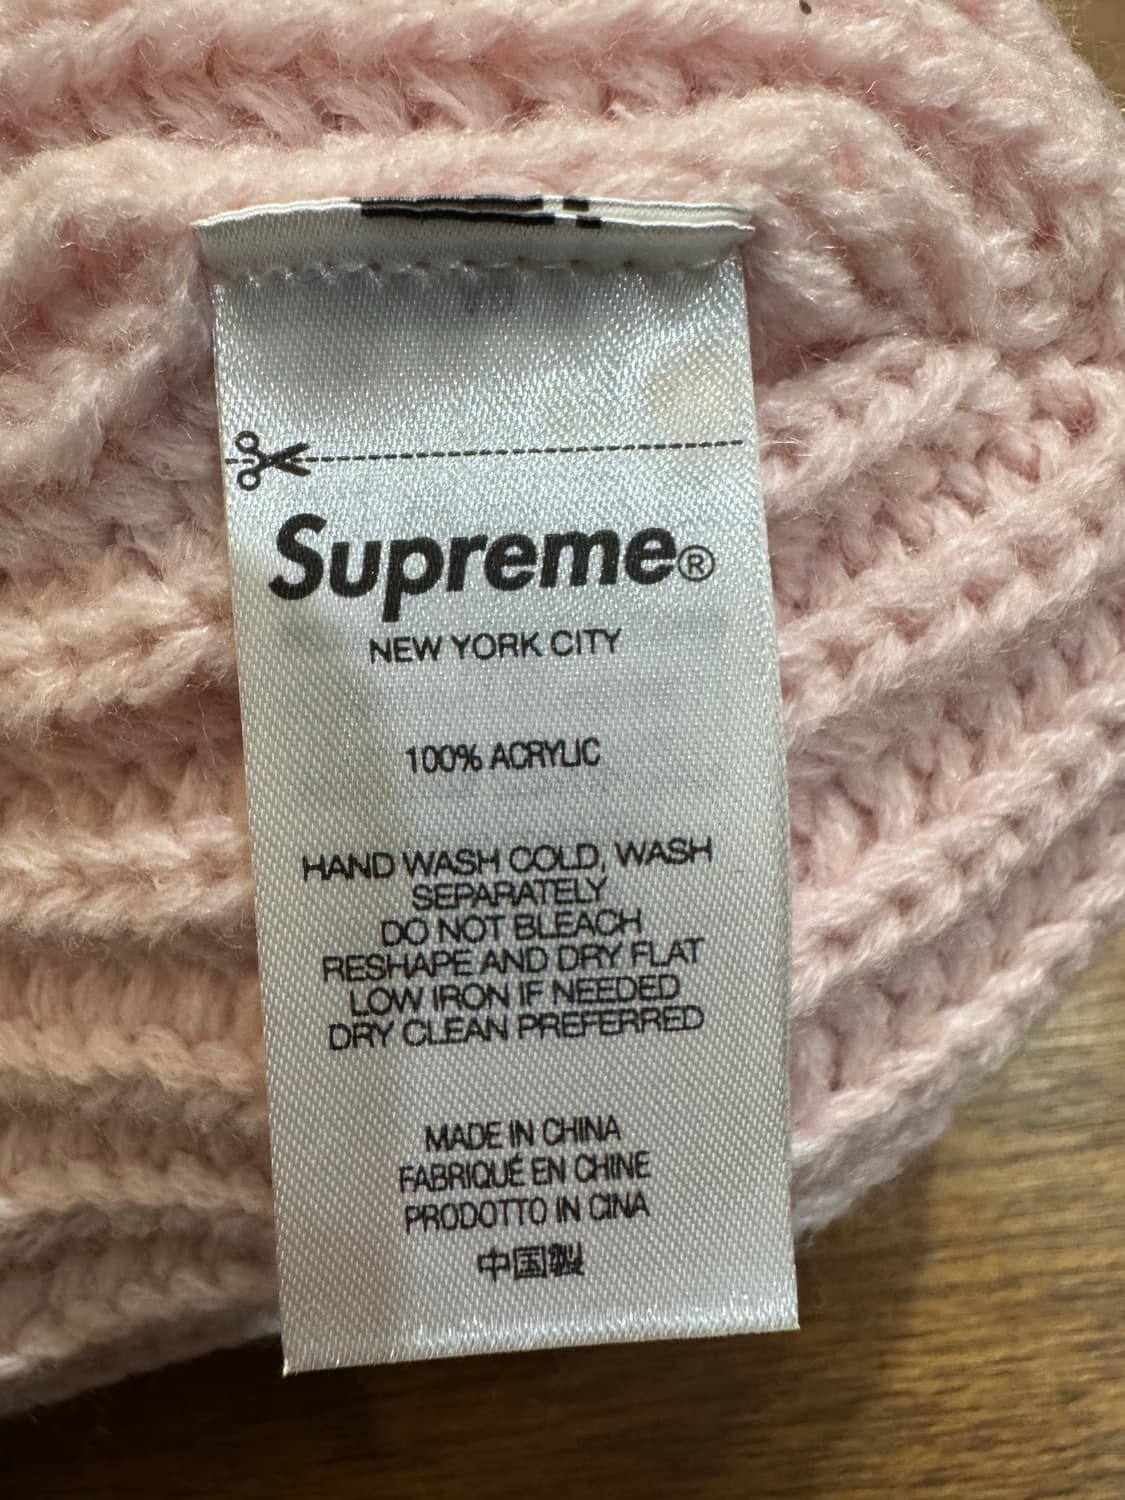 Supreme®
NEW YORK CITY
100% ACRYLIC
HAND WASH COLD, WASH
SEPARATELY
DO NOT BLEACH
RESHAPE AND DRY FLAT
LOW IRON IF NEEDED
DRY CLEAN PREFERRED
MADE IN CHINA
FABRIQUÉ EN CHINE
PRODOTTO IN CINA
中国製